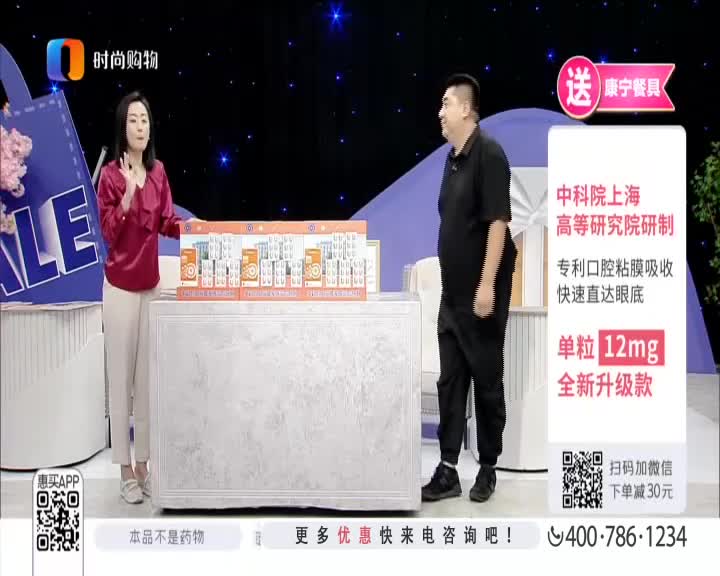 时尚购物
送 康宁餐具
中科院上海
高等研究院研制
专利口腔粘膜吸收
快速直达眼底
单粒 12mg
全新升级款
ALE
惠买APP
扫码加微信
下单减30元
本品不是药物
更多优惠快来电咨询吧!
400·786·1234